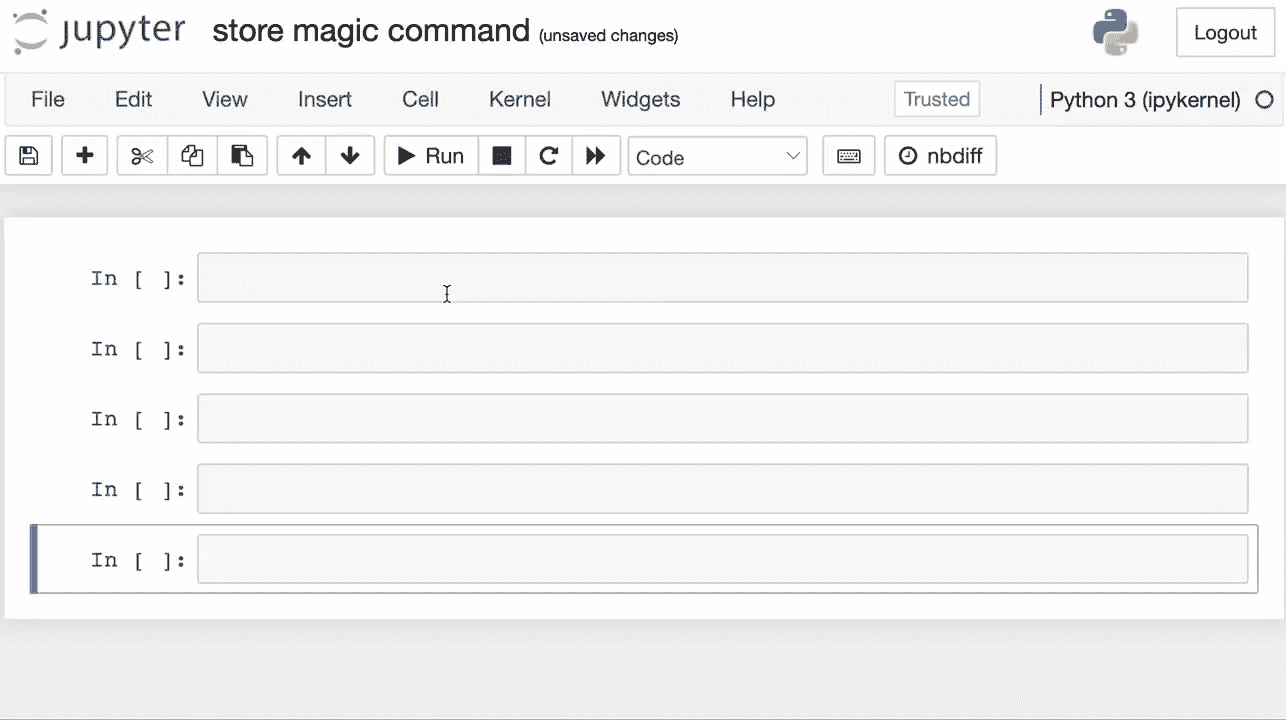 jupyter store magic command (unsaved changes) Logout
File Edit View Insert Cell Kernel Widgets Help Trusted Python 3 (ipykernel)
Run Code nbdiff
In [ ]:
In [ ]:
In [ ]:
In [ ]:
In [ ]: